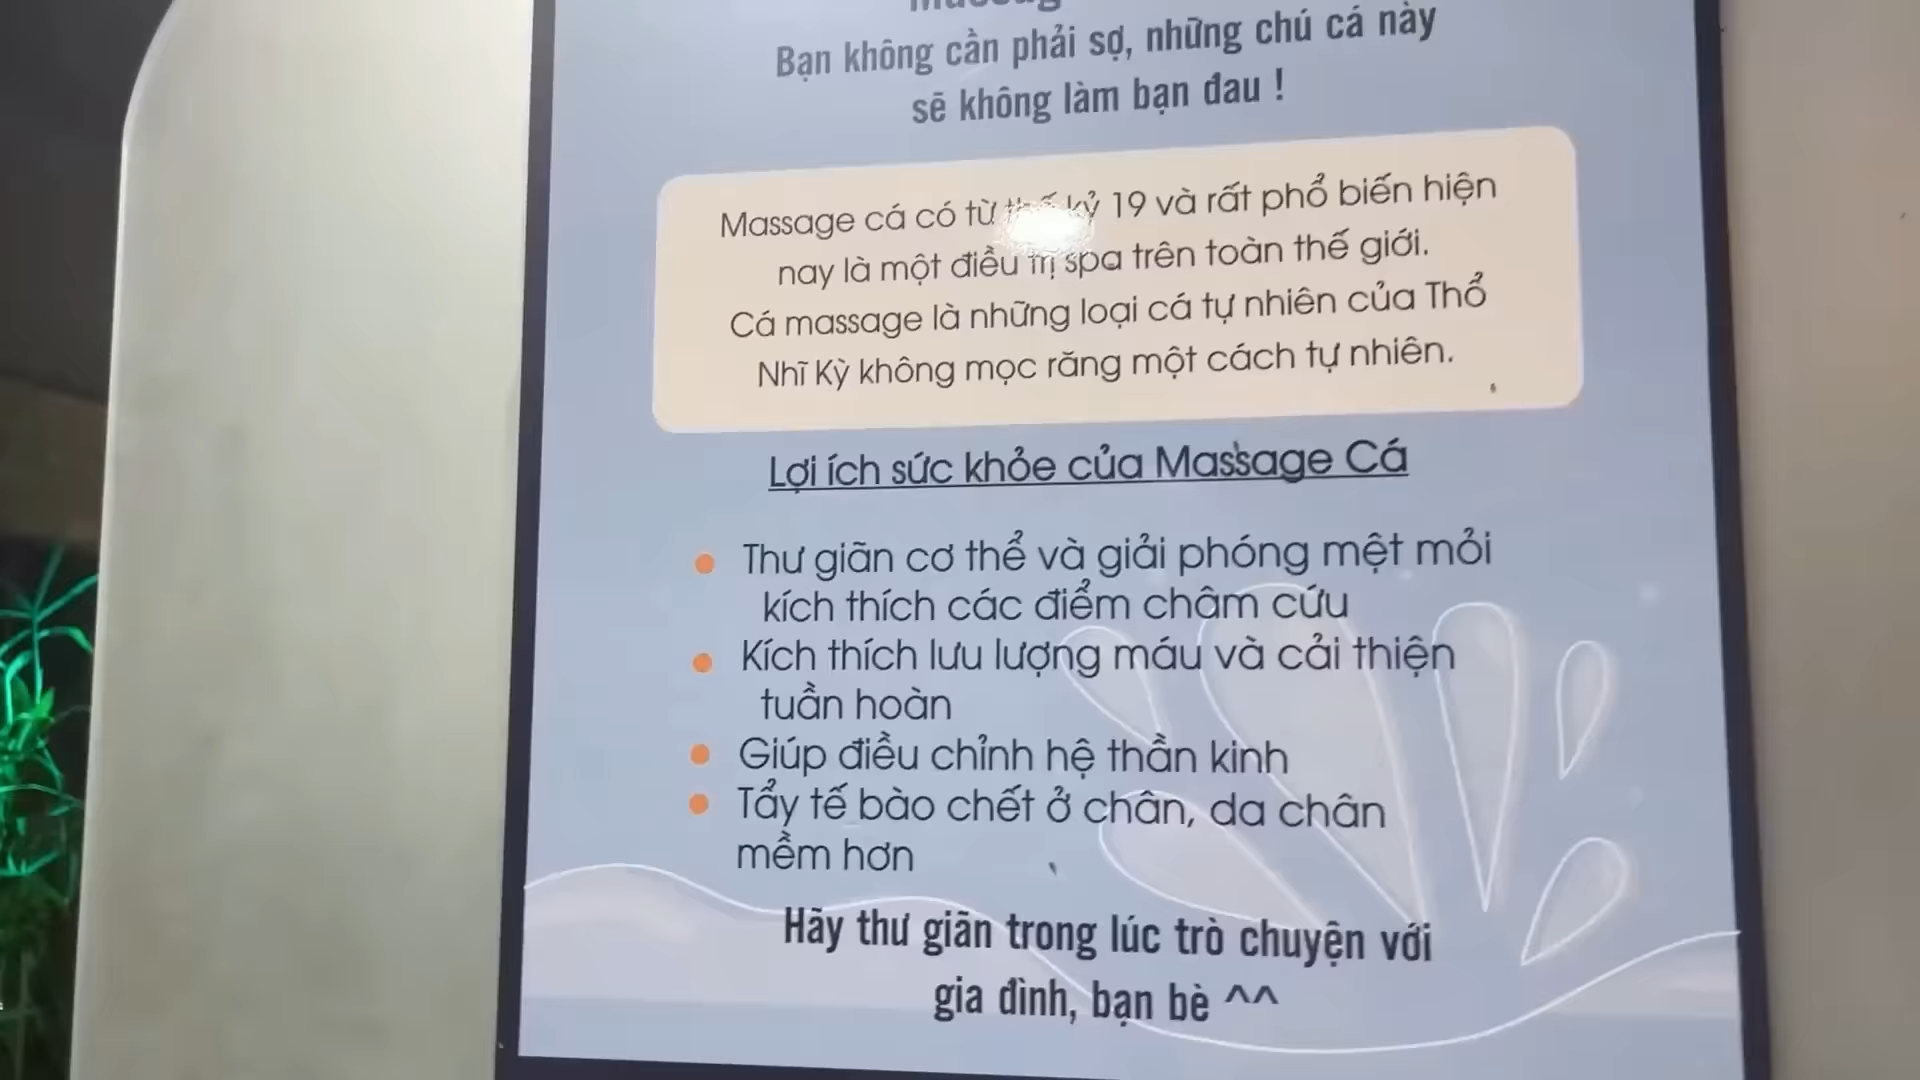 Bạn không cần phải sợ, những chú cá này
sẽ không làm bạn đau !
Massage cá có từ thế kỷ 19 và rất phổ biến hiện
nay là một điều trị spa trên toàn thế giới.
Cá massage là những loại cá tự nhiên của Thổ
Nhĩ Kỳ không mọc răng một cách tự nhiên.
Lợi ích sức khỏe của Massage Cá
Thư giãn cơ thể và giải phóng mệt mỏi
kích thích các điểm châm cứu
Kích thích lưu lượng máu và cải thiện
tuần hoàn
Giúp điều chỉnh hệ thần kinh
Tẩy tế bào chết ở chân, da chân
mềm hơn
Hãy thư giãn trong lúc trò chuyện với
gia đình, bạn bè ^^